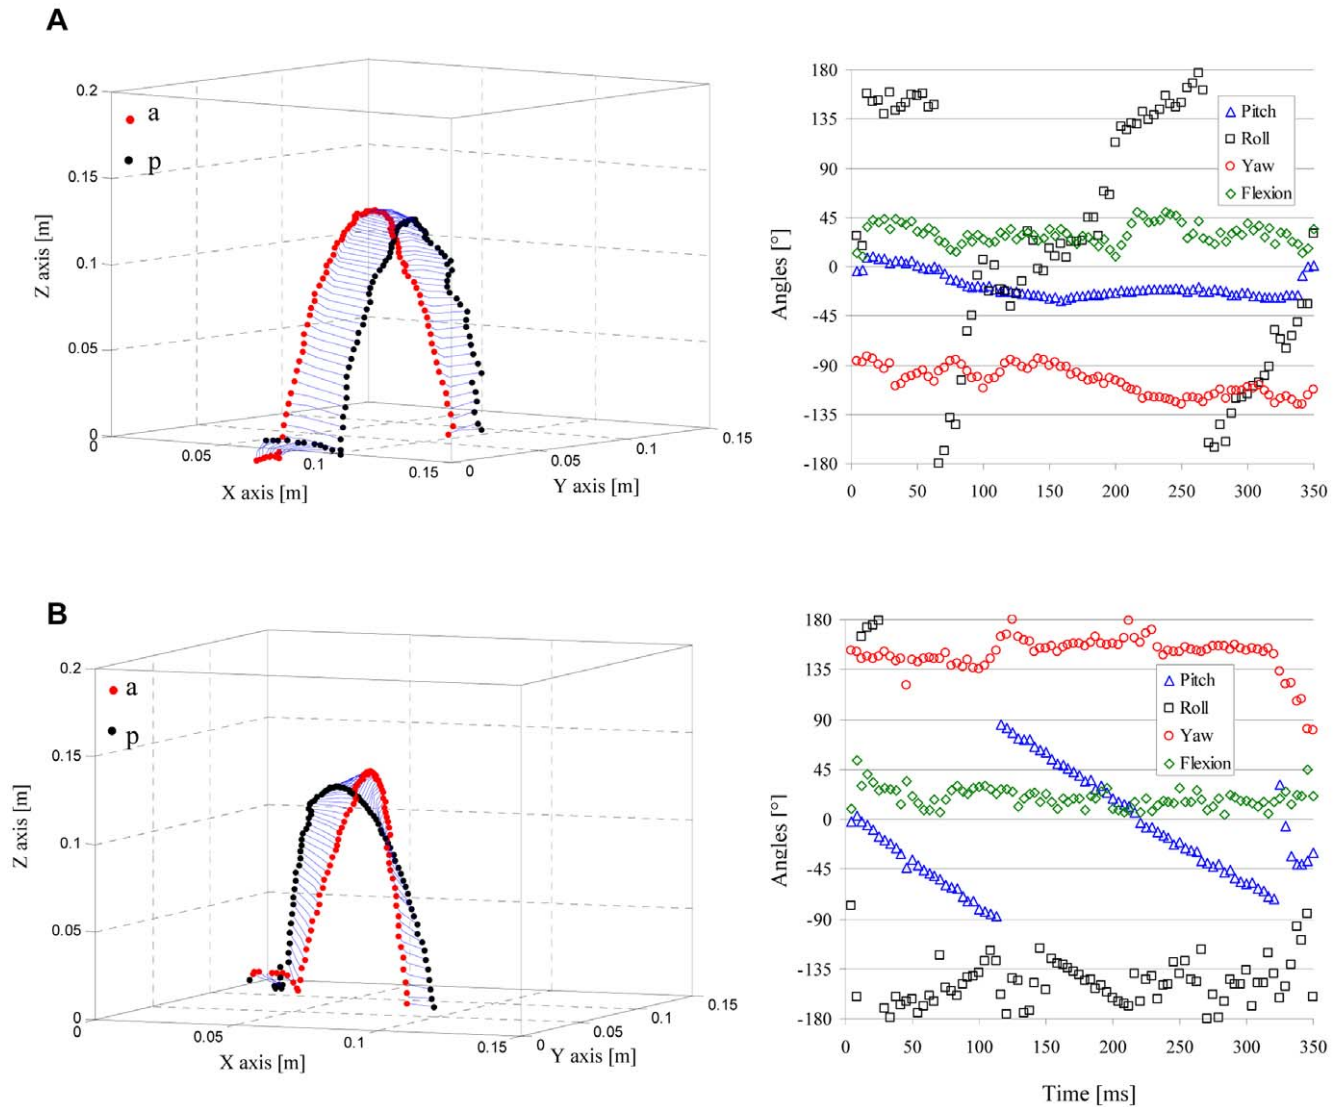 A
0.2
0.15
0.1
0.05
0
0
0.05
0.1
0.15
0
0.05
0.1
0.15
Z axis [m]
X axis [m]
Y axis [m]
a
p
180
135
90
45
0
-45
-90
-135
-180
Angles [°]
0 50 100 150 200 250 300 350
Pitch
Roll
Yaw
Flexion
B
0.2
0.15
0.1
0.05
0
0
0.05
0.1
0.15
0
0.05
0.1
0.15
Z axis [m]
X axis [m]
Y axis [m]
a
p
180
135
90
45
0
-45
-90
-135
-180
Angles [°]
0 50 100 150 200 250 300 350
Pitch
Roll
Yaw
Flexion
Time [ms]